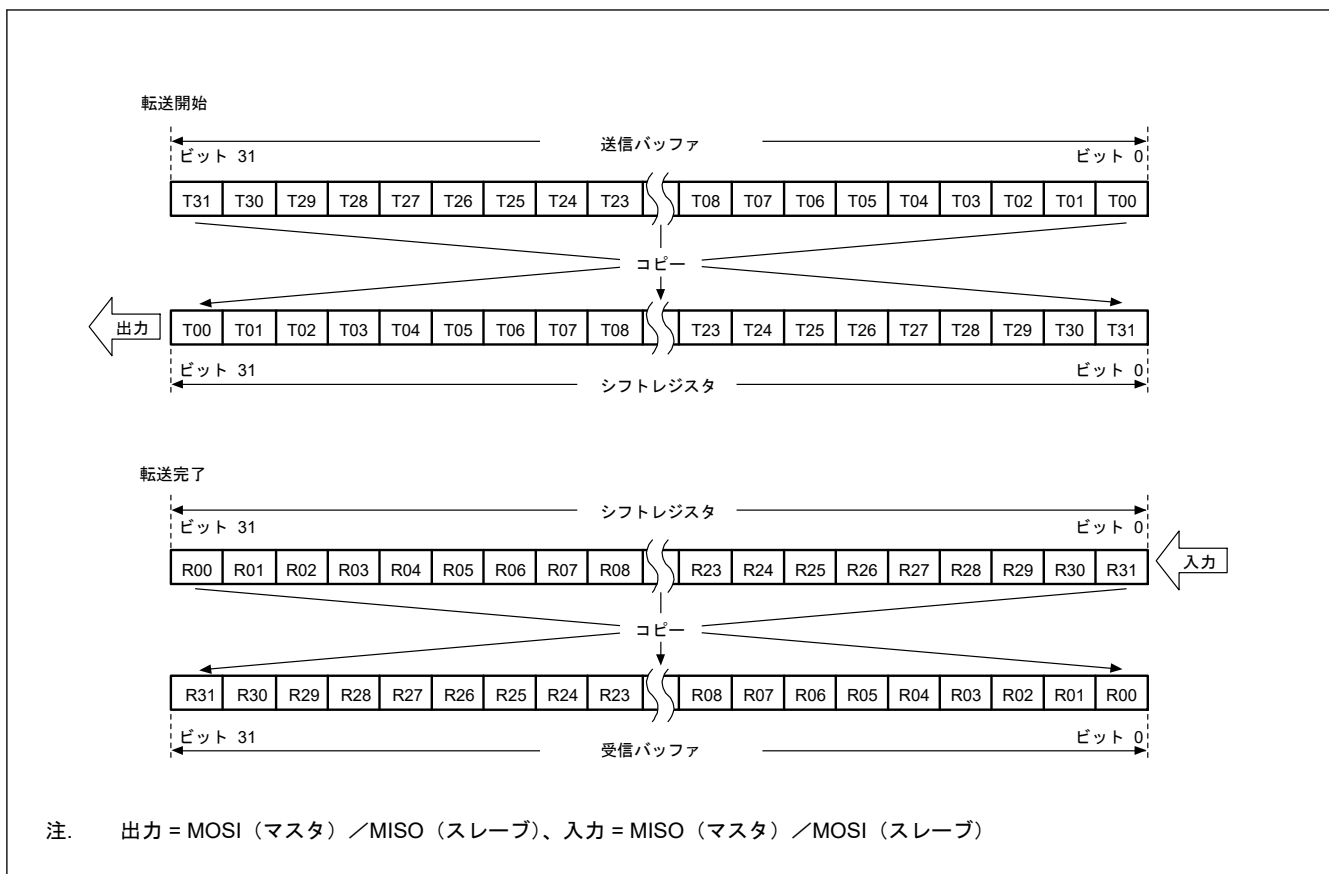 転送開始
送信バッファ
ビット 31 ビット 0
T31 T30 T29 T28 T27 T26 T25 T24 T23 T08 T07 T06 T05 T04 T03 T02 T01 T00
コピー
出力 T00 T01 T02 T03 T04 T05 T06 T07 T08 T23 T24 T25 T26 T27 T28 T29 T30 T31
ビット 31 ビット 0
シフトレジスタ
転送完了
シフトレジスタ
ビット 31 ビット 0
R00 R01 R02 R03 R04 R05 R06 R07 R08 R23 R24 R25 R26 R27 R28 R29 R30 R31 入力
コピー
R31 R30 R29 R28 R27 R26 R25 R24 R23 R08 R07 R06 R05 R04 R03 R02 R01 R00
ビット 31 ビット 0
受信バッファ
注. 出力 = MOSI（マスタ）／MISO（スレーブ）、入力 = MISO（マスタ）／MOSI（スレーブ）